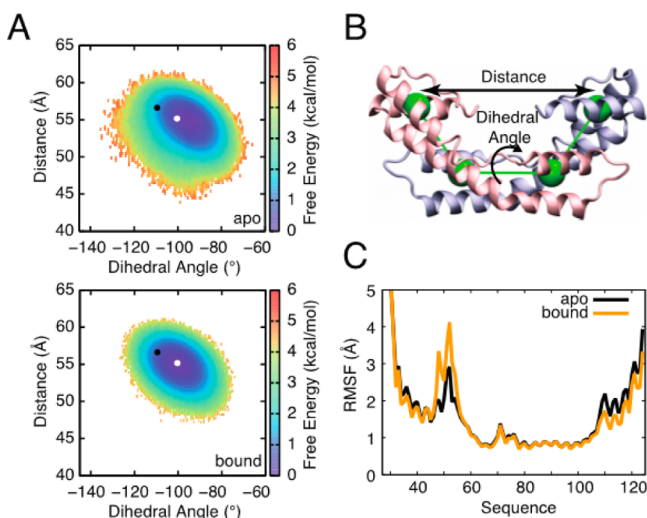 A
65
60
55
50
45
40
Distance (Å)
apo
6
5
4
3
2
1
0
Free Energy (kcal/mol)
−140 −120 −100 −80 −60
Dihedral Angle (°)
65
60
55
50
45
40
Distance (Å)
bound
6
5
4
3
2
1
0
Free Energy (kcal/mol)
−140 −120 −100 −80 −60
Dihedral Angle (°)
B
Distance
Dihedral
Angle
C
5
4
3
2
1
0
RMSF (Å)
apo
bound
40 60 80 100 120
Sequence